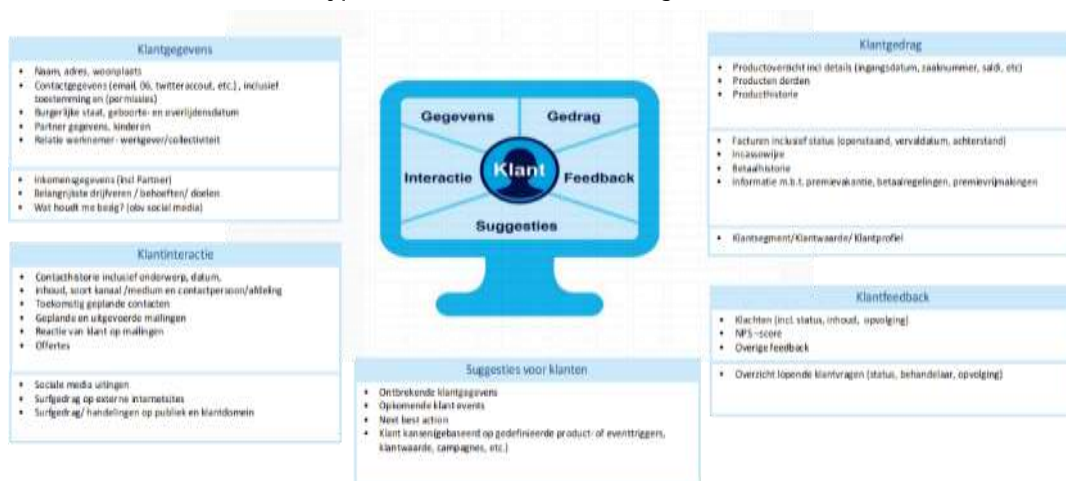 Klantgegevens
• Naam, adres, woonplaats
• Contactgegevens (email, 06, twitteraccout, etc.), inclusief
toestemming en (permissies)
• Burgerlijke staat, geboorte- en overlijdensdatum
• Partner gegevens, kinderen
• Relatie werknemer- werkgever/collectiviteit
• Inkomensgegevens (incl Partner)
• Belangrijkste drijfveren / behoeften/ doelen
• Wat houdt me bezig? (obv social media)
Klantinteractie
• Contacthistorie inclusief onderwerp, datum,
• inhoud, soort kanaal /medium en contactpersoon/afdeling
• Toekomstig geplande contacten
• Geplande en uitgevoerde mailingen
• Reactie van klant op mailingen
• Offertes
• Sociale media uitingen
• Surfgedrag op externe internetsites
• Surfgedrag/ handelingen op publiek en klantdomein
Gegevens
Gedrag
Interactie
Klant
Feedback
Suggesties
Suggesties voor klanten
• Ontbrekende klantgegevens
• Opkomende klant events
• Next best action
• Klant kansen(gebaseerd op gedefinieerde product- of eventtriggers,
klantwaarde, campagnes, etc.)
Klantgedrag
• Productoverzicht incl details (ingangsdatum, zaaknummer, saldi, etc)
• Producten derden
• Producthistorie
• Facturen inclusief status (openstaand, vervaldatum, achterstand)
• Incassowijze
• Betaalhistorie
• Informatie m.b.t. premievakantie, betaalregelingen, premievrijmakingen
• Klantsegment/Klantwaarde/ Klantprofiel
Klantfeedback
• Klachten (incl. status, inhoud, opvolging)
• NPS –score
• Overige feedback
• Overzicht lopende klantvragen (status, behandelaar, opvolging)